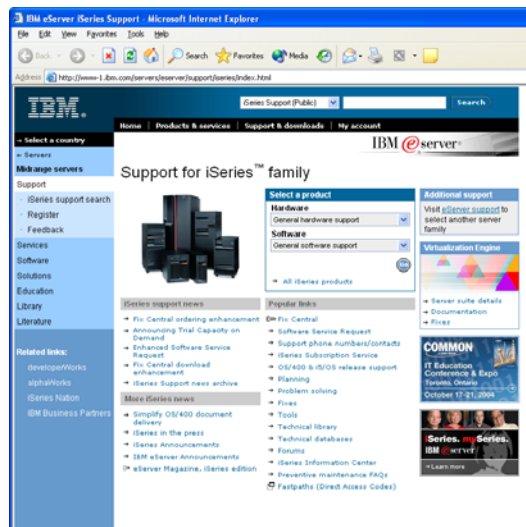 IBM eServer iSeries Support - Microsoft Internet Explorer
File Edit View Favorites Tools Help
Back Search Favorites Media
Address http://www-1.ibm.com/servers/eserver/support/iseries/index.html
IBM
iSeries Support (Public) Search
Home | Products & services | Support & downloads | My account
Select a country
IBM eserver
Servers
Midrange servers
Support
iSeries support search
Register
Feedback
Services
Software
Solutions
Education
Library
Literature
Related links:
developerWorks
alphaWorks
iSeries Nation
IBM Business Partners
Support for iSeries™ family
Select a product
Hardware
General hardware support
Software
General software support
Go
All iSeries products
Additional support
Visit eServer support to
select another server
family
Virtualization Engine
Server suite details
Documentation
Fixes
iSeries support news
Fix Central ordering enhancement
Announcing Trial Capacity on
Demand
Enhanced Software Service
Request
Fix Central download
enhancement
iSeries Support news archive
More iSeries news
Simplify OS/400 document
delivery
iSeries in the press
iSeries Announcements
IBM eServer Announcements
eServer Magazine, iSeries edition
Popular links
Fix Central
Software Service Request
Support phone numbers/contacts
iSeries Subscription Service
OS/400 & i5/OS release support
Planning
Problem solving
Fixes
Tools
Technical library
Technical databases
Forums
iSeries Information Center
Preventive maintenance FAQs
Fastpaths (Direct Access Codes)
COMMON
IT Education
Conference & Expo
Toronto, Ontario
October 17-21, 2004
iSeries. mySeries.
IBM eserver
Learn more